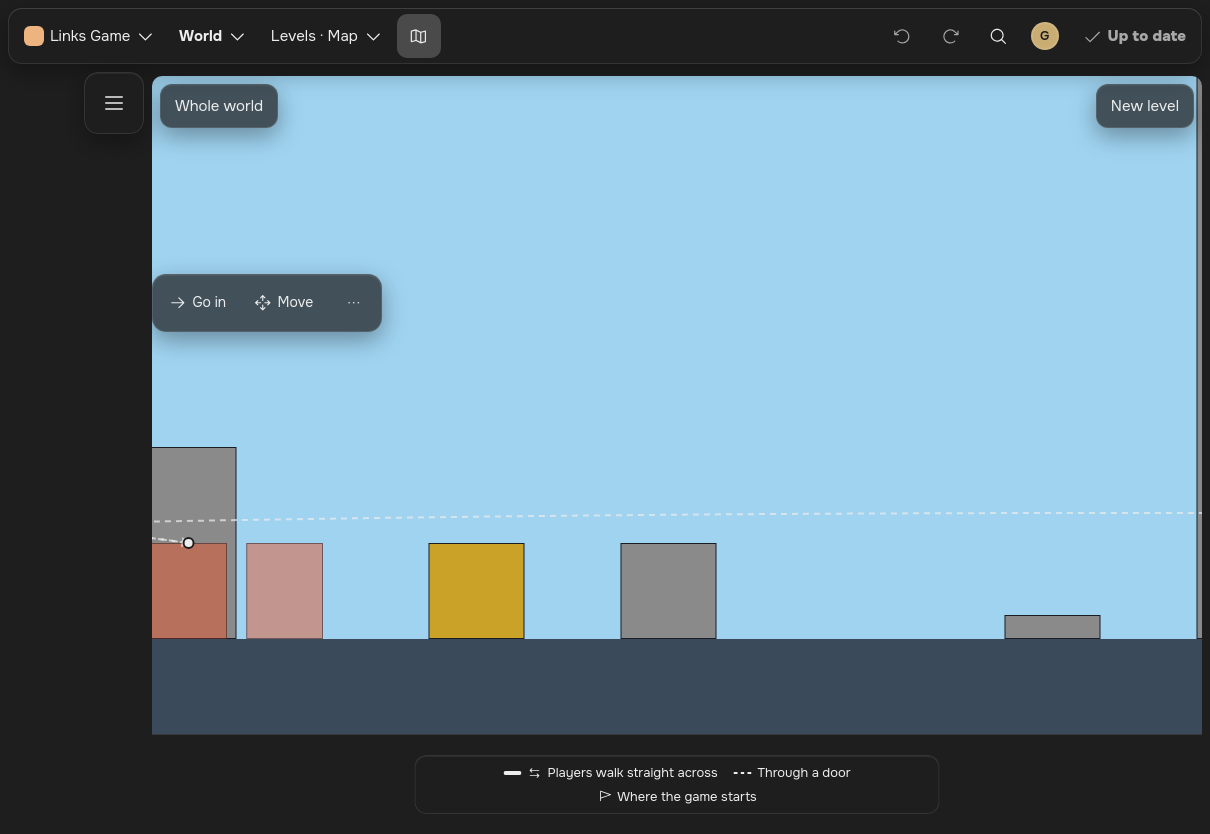 Links Game
World
Levels · Map
G
Up to date
Whole world
New level
Go in
Move
···
Players walk straight across
Through a door
Where the game starts